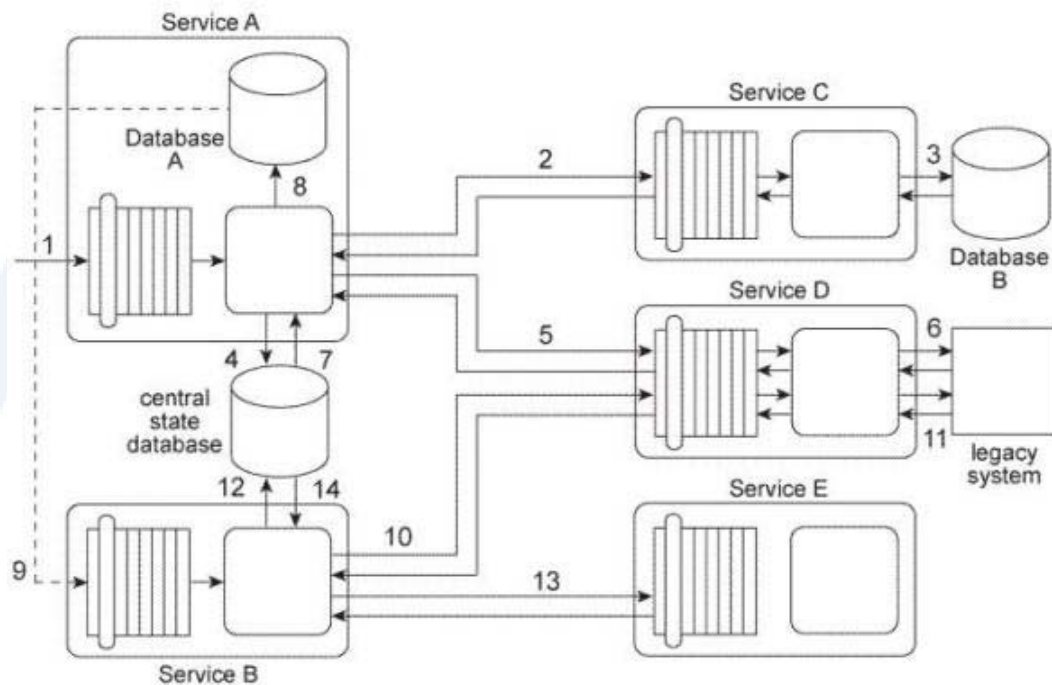 Service A
Database
A
1
8
4
7
central
state
database
12
14
9
Service B
2
5
10
13
Service C
3
Database
B
Service D
6
11
legacy
system
Service E